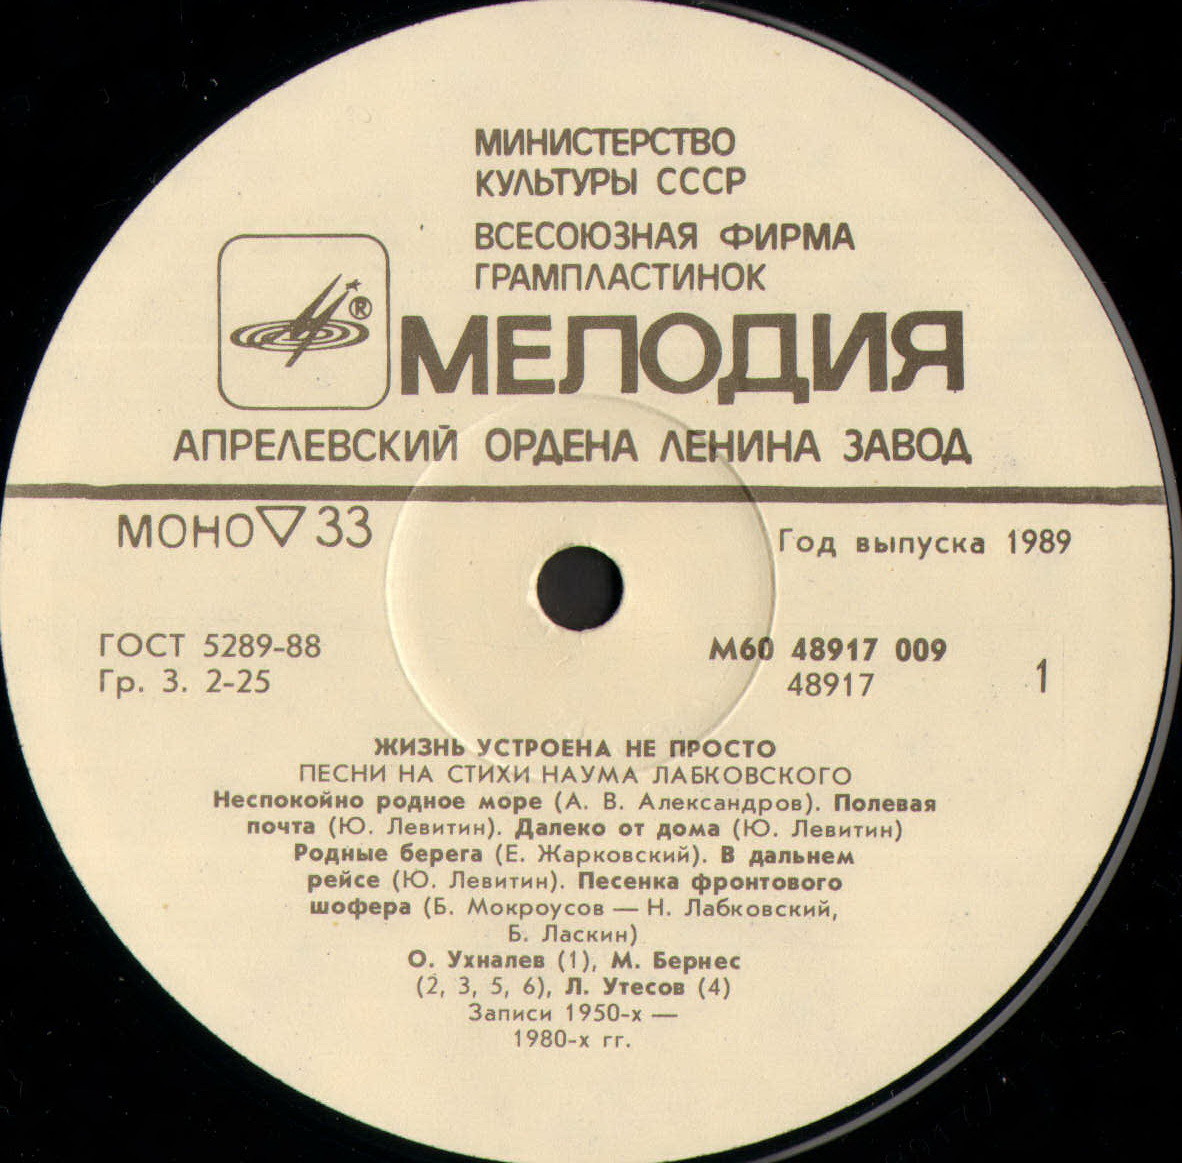 МИНИСТЕРСТВО
КУЛЬТУРЫ СССР
ВСЕСОЮЗНАЯ ФИРМА
ГРАМПЛАСТИНОК
®
МЕЛОДИЯ
АПРЕЛЕВСКИЙ ОРДЕНА ЛЕНИНА ЗАВОД
МОНО ▽ 33
Год выпуска 1989
ГОСТ 5289-88
Гр. 3. 2-25
М60 48917 009
48917
1
ЖИЗНЬ УСТРОЕНА НЕ ПРОСТО
ПЕСНИ НА СТИХИ НАУМА ЛАБКОВСКОГО
Неспокойно родное море (А. В. Александров). Полевая
почта (Ю. Левитин). Далеко от дома (Ю. Левитин)
Родные берега (Е. Жарковский). В дальнем
рейсе (Ю. Левитин). Песенка фронтового
шофера (Б. Мокроусов — Н. Лабковский,
Б. Ласкин)
О. Ухналев (1), М. Бернес
(2, 3, 5, 6), Л. Утесов (4)
Записи 1950-х —
1980-х гг.